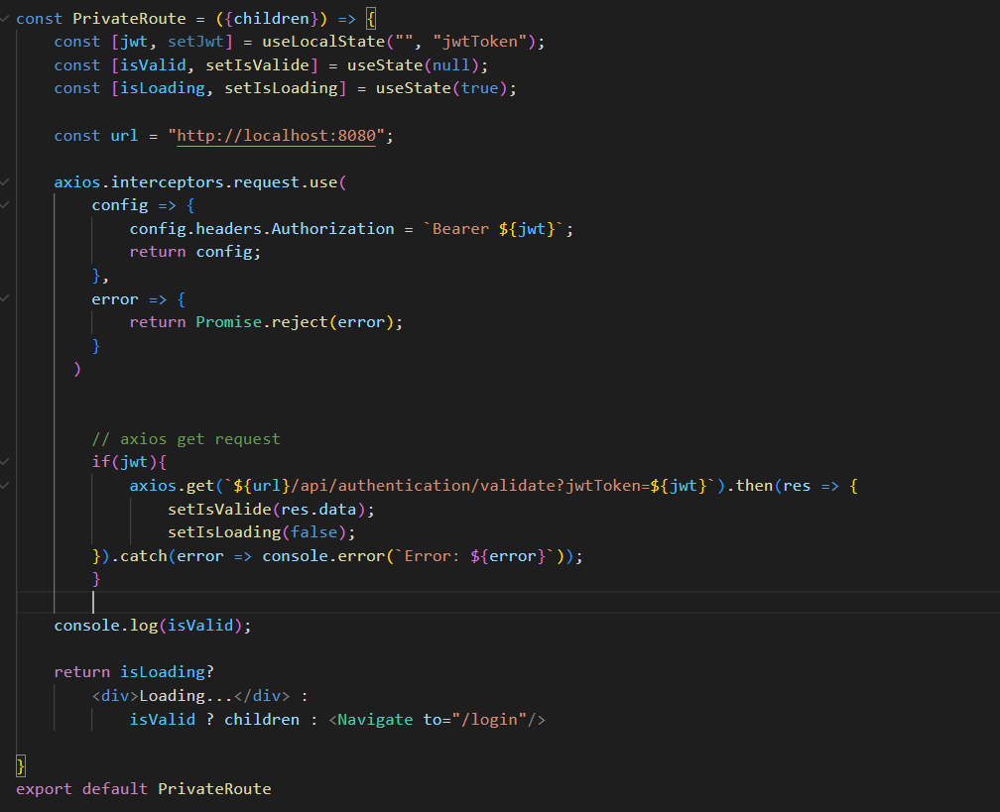 const PrivateRoute = ({children}) => {
    const [jwt, setJwt] = useLocalState("", "jwtToken");
    const [isValid, setIsValide] = useState(null);
    const [isLoading, setIsLoading] = useState(true);
    const url = "http://localhost:8080";
    axios.interceptors.request.use(
        config => {
            config.headers.Authorization = `Bearer ${jwt}`;
            return config;
        },
        error => {
            return Promise.reject(error);
        }
      )
        // axios get request
        if(jwt){
            axios.get(`${url}/api/authentication/validate?jwtToken=${jwt}`).then(res => {
                setIsValide(res.data);
                setIsLoading(false);
        }).catch(error => console.error(`Error: ${error}`));
        }
    console.log(isValid);
    return isLoading?
        <div>Loading...</div> :
            isValid ? children : <Navigate to="/login"/>
}
export default PrivateRoute